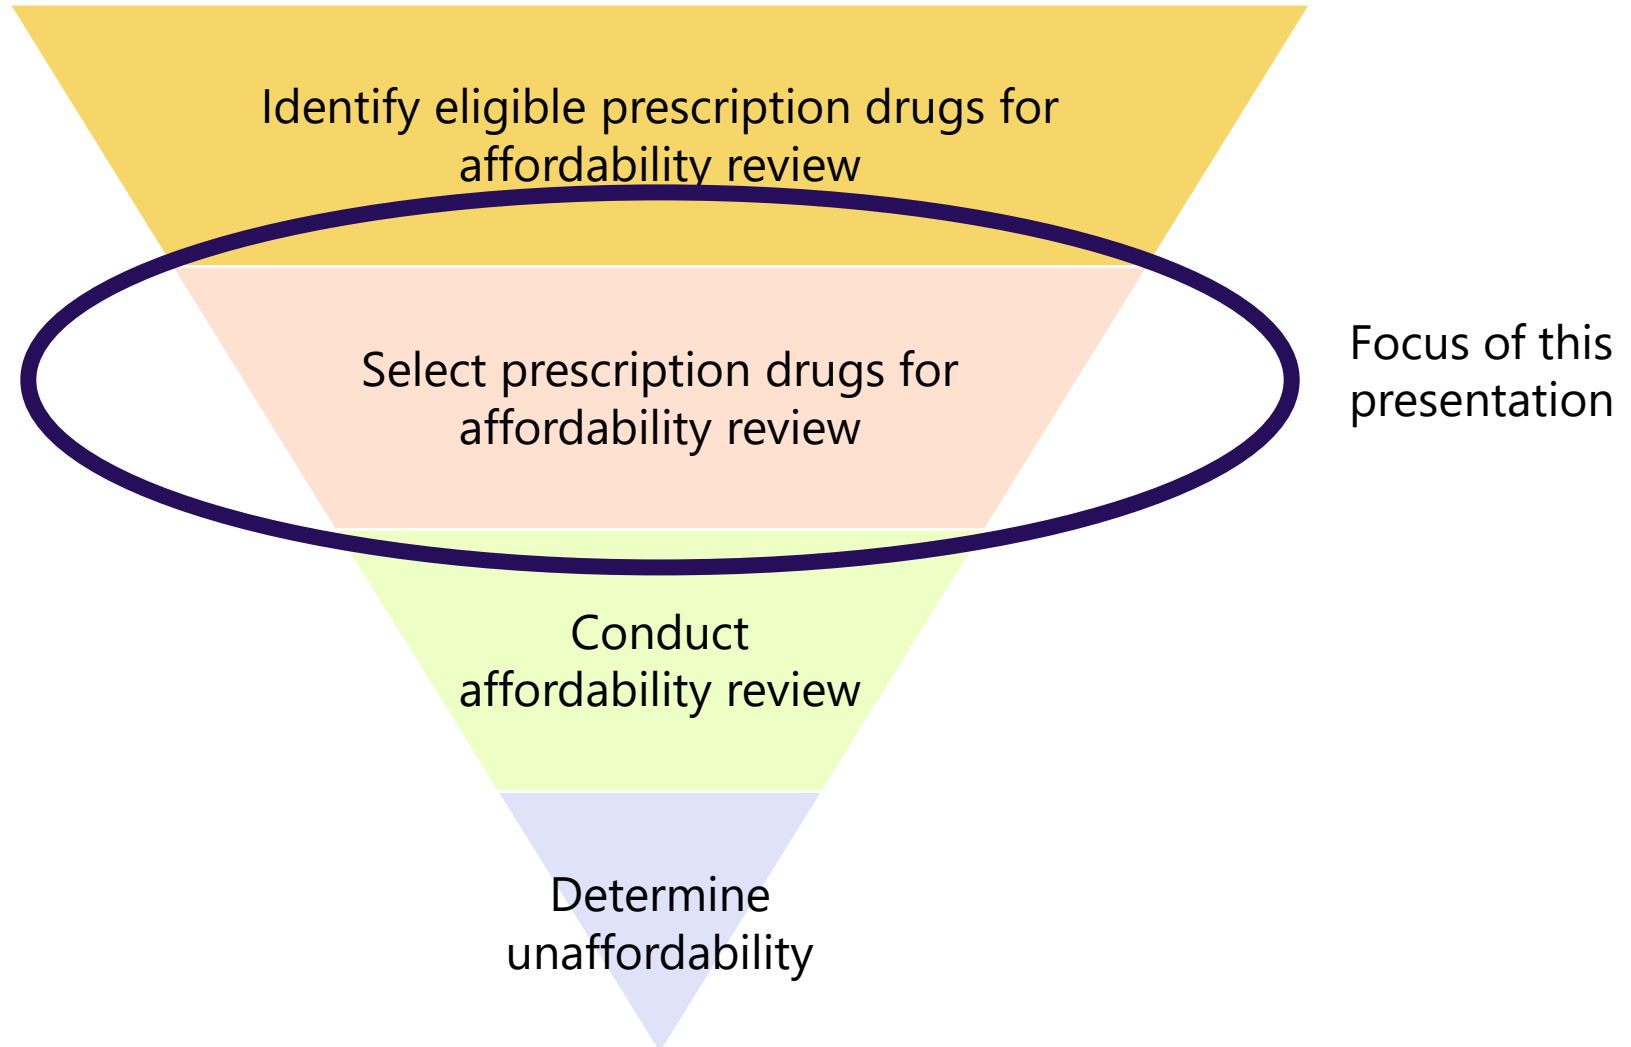 Identify eligible prescription drugs for
affordability review
Select prescription drugs for
affordability review
Focus of this
presentation
Conduct
affordability review
Determine
unaffordability